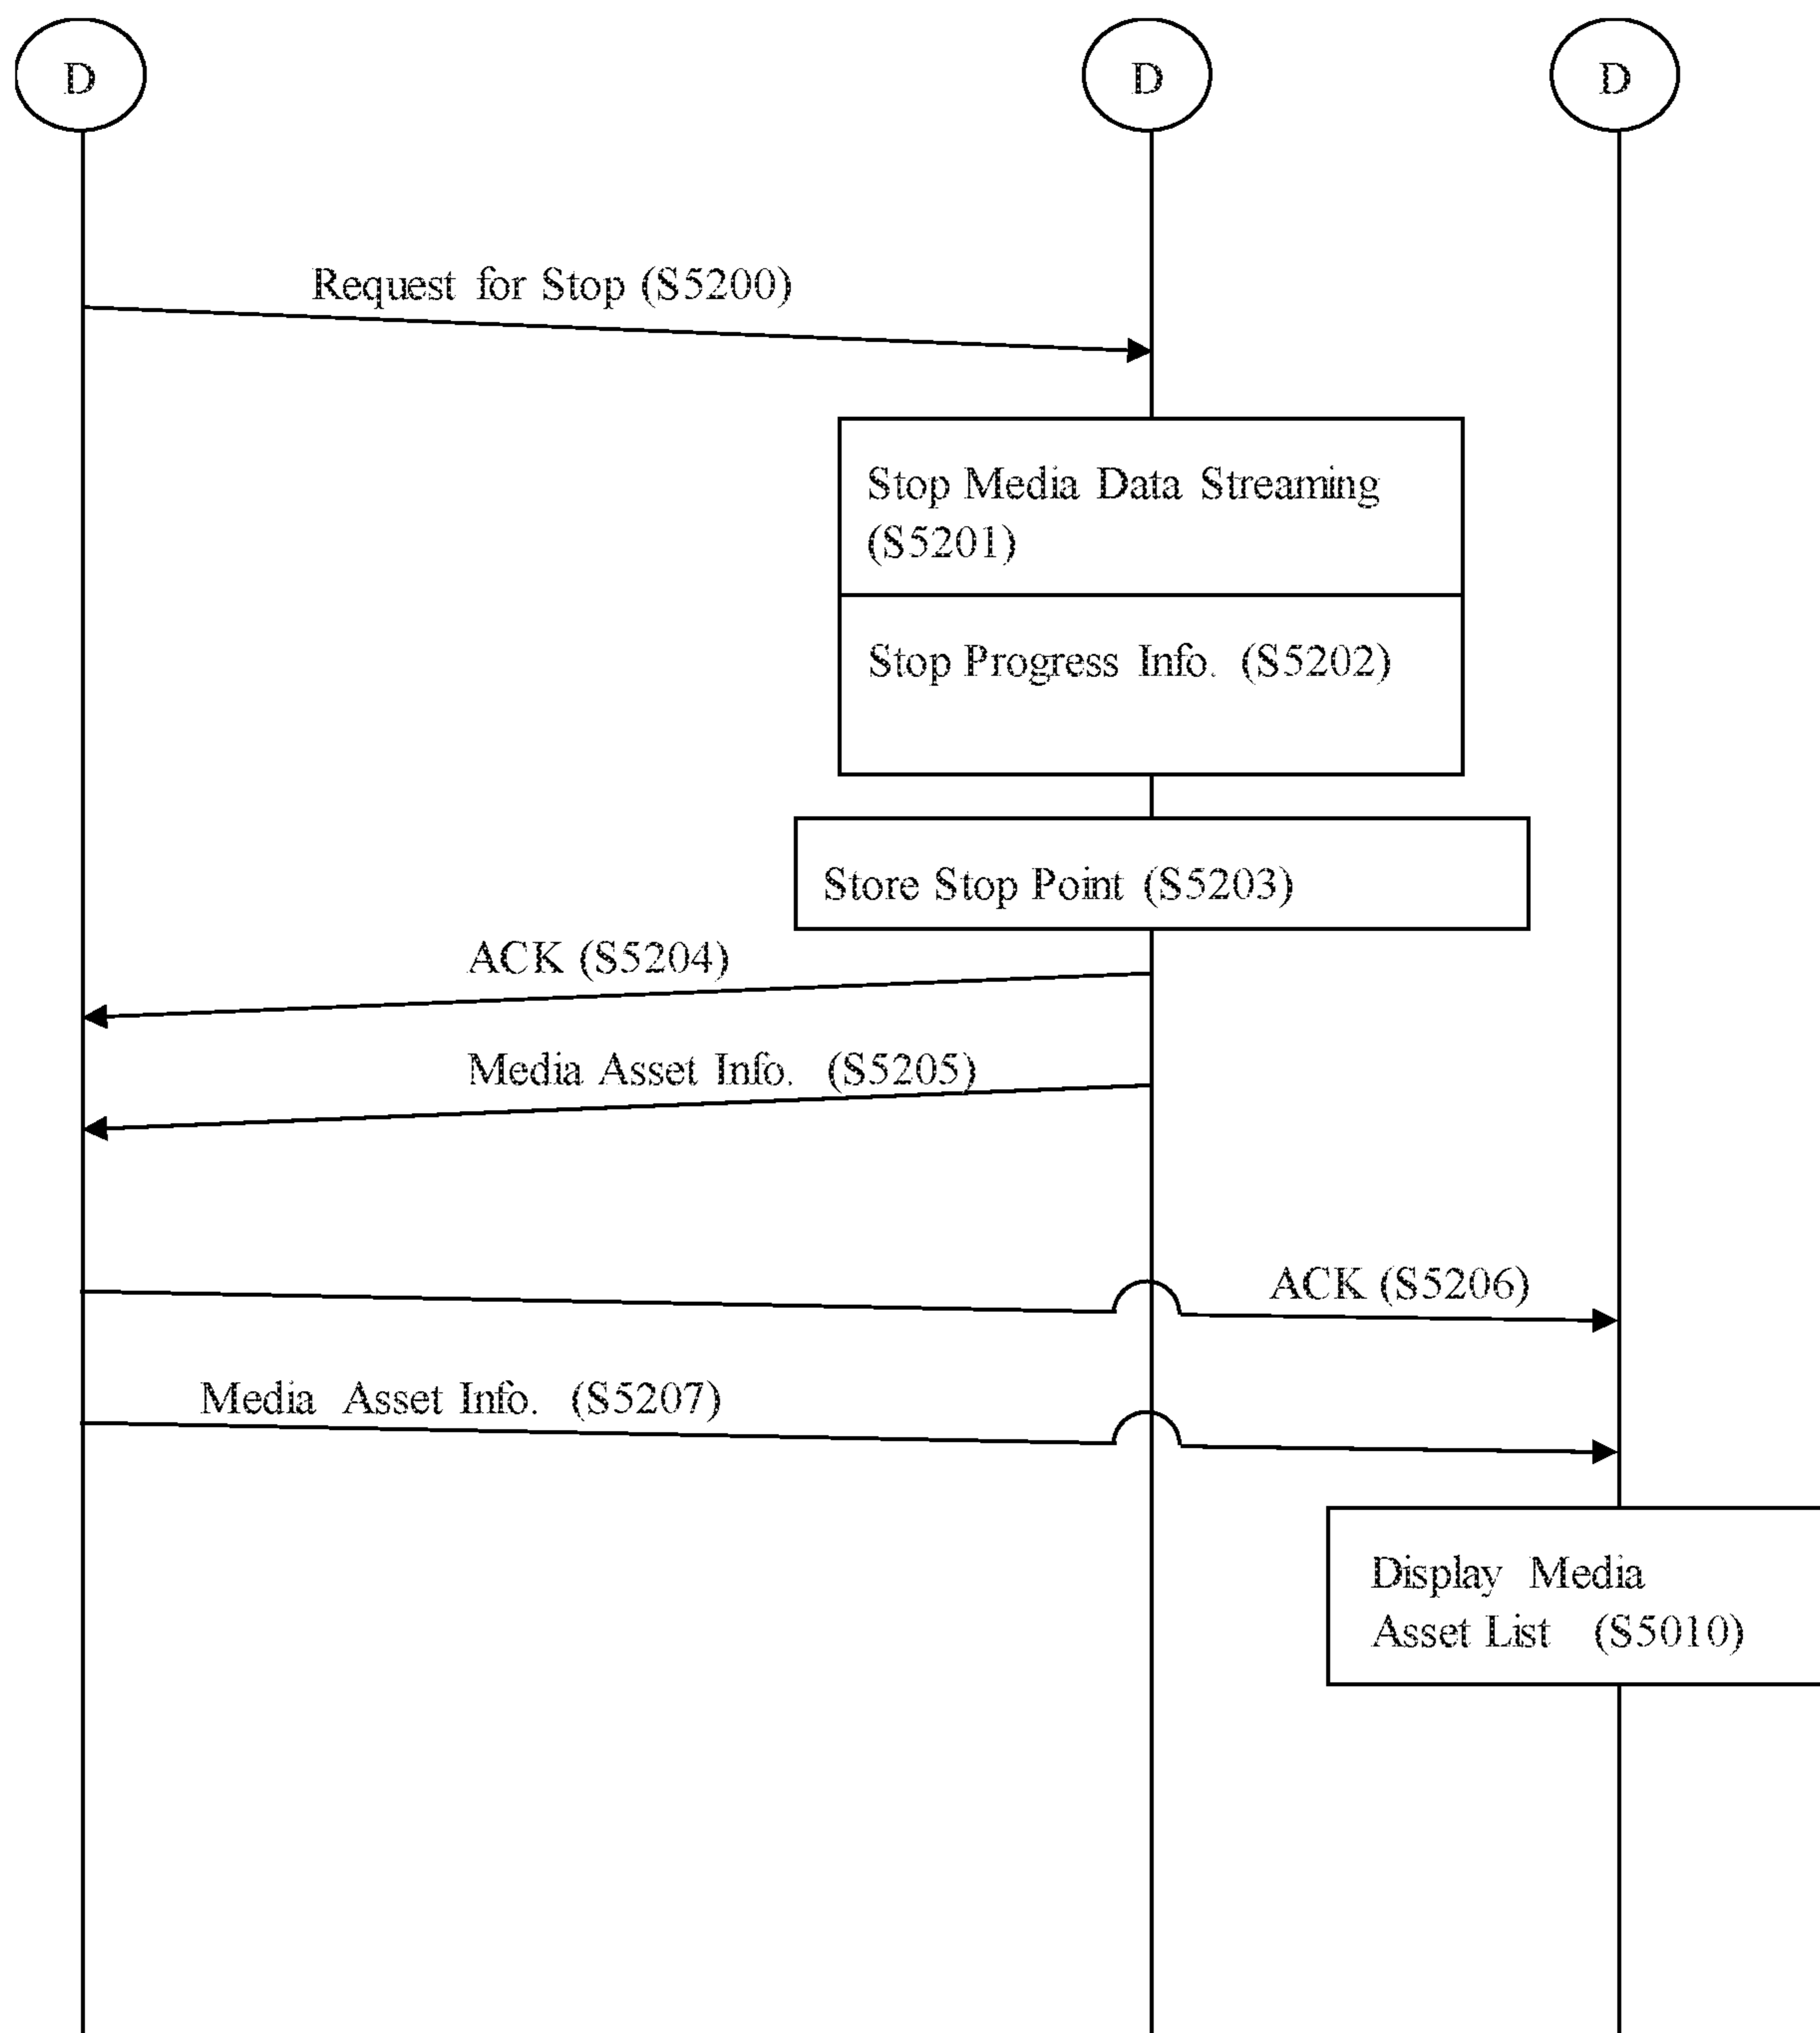 D
D
D
Request for Stop (S5200)
Stop Media Data Streaming
(S5201)
Stop Progress Info. (S5202)
Store Stop Point (S5203)
ACK (S5204)
Media Asset Info. (S5205)
ACK (S5206)
Media Asset Info. (S5207)
Display Media
Asset List (S5010)